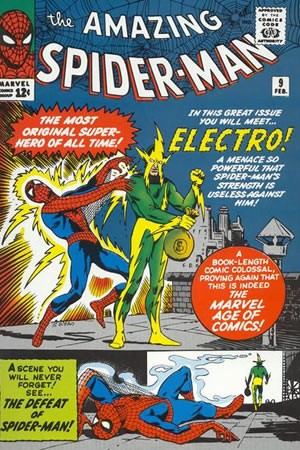 the AMAZING
SPIDER-MAN
APPROVED
BY THE
COMICS
CODE
AUTHORITY
MARVEL
COMICS
GROUP
12¢
9
FEB.
THE MOST
ORIGINAL SUPER-
HERO OF ALL TIME!
IN THIS GREAT ISSUE
YOU WILL MEET...
ELECTRO!
A MENACE SO
POWERFUL THAT
SPIDER-MAN'S
STRENGTH IS
USELESS AGAINST
HIM!
A
BOOK-LENGTH
COMIC COLOSSAL,
PROVING AGAIN THAT
THIS IS INDEED
THE
MARVEL
AGE OF
COMICS!
A SCENE YOU
WILL NEVER
FORGET!
SEE...
THE DEFEAT
OF SPIDER-MAN!